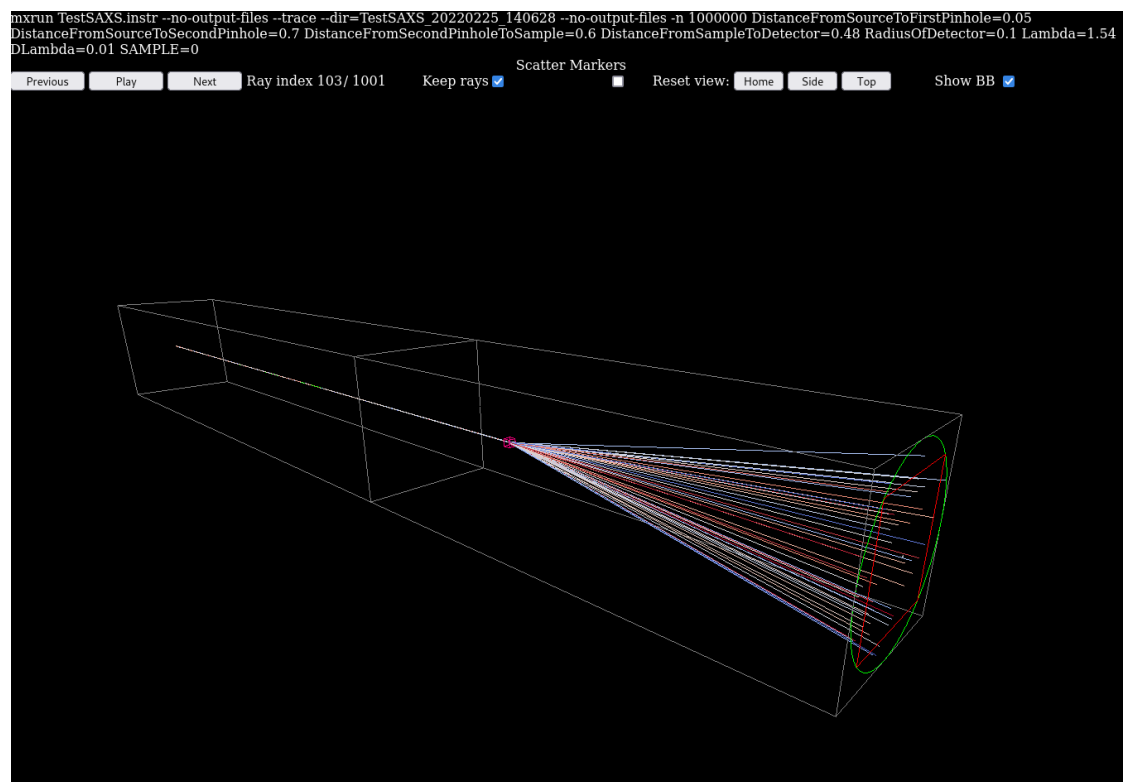 mxrun TestSAXS.instr --no-output-files --trace --dir=TestSAXS_20220225_140628 --no-output-files -n 1000000 DistanceFromSourceToFirstPinhole=0.05
DistanceFromSourceToSecondPinhole=0.7 DistanceFromSecondPinholeToSample=0.6 DistanceFromSampleToDetector=0.48 RadiusOfDetector=0.1 Lambda=1.54
DLambda=0.01 SAMPLE=0
Scatter Markers
Previous Play Next Ray index 103/ 1001 Keep rays Reset view: Home Side Top Show BB